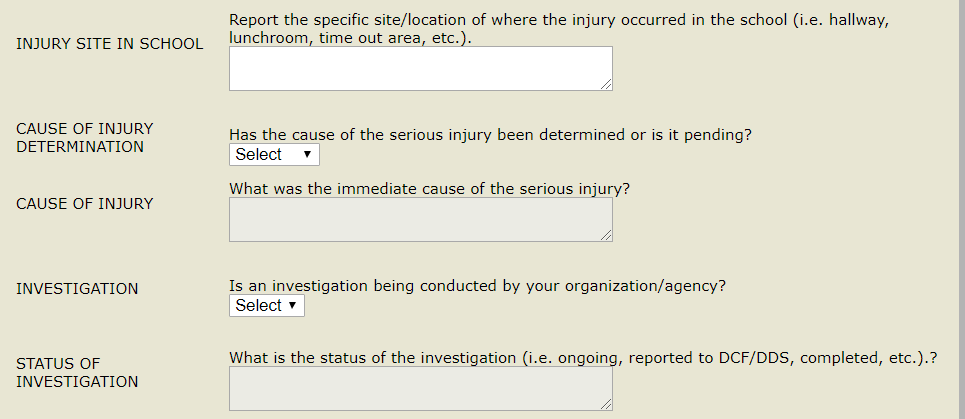 INJURY SITE IN SCHOOL
Report the specific site/location of where the injury occurred in the school (i.e. hallway,
lunchroom, time out area, etc.).
CAUSE OF INJURY
DETERMINATION
Has the cause of the serious injury been determined or is it pending?
Select
CAUSE OF INJURY
What was the immediate cause of the serious injury?
INVESTIGATION
Is an investigation being conducted by your organization/agency?
Select
STATUS OF
INVESTIGATION
What is the status of the investigation (i.e. ongoing, reported to DCF/DDS, completed, etc.).?